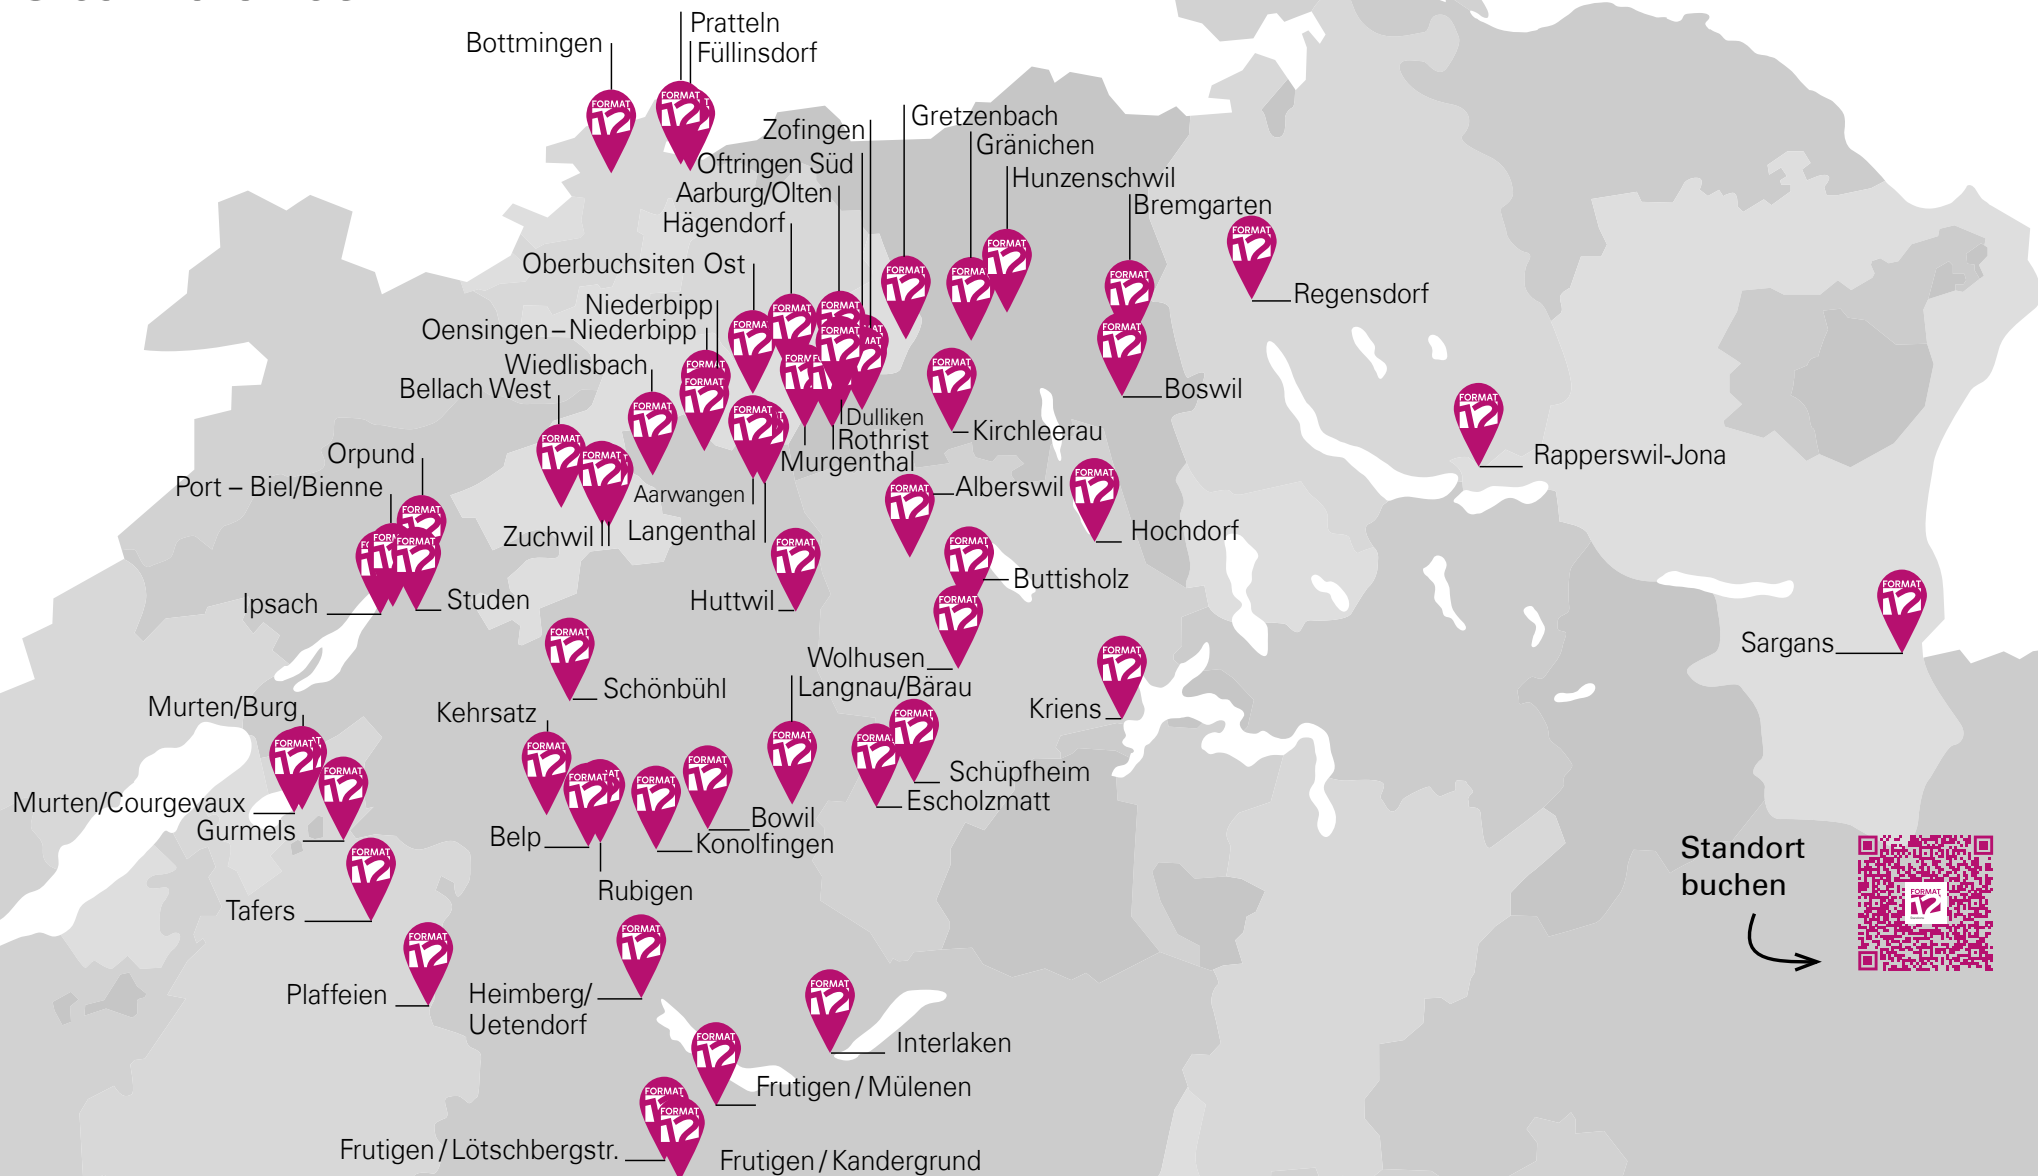 Pratteln
Bottmingen
Füllinsdorf
Gretzenbach
Zofingen
Gränichen
Oftringen Süd
Hunzenschwil
Aarburg/Olten
Bremgarten
Hägendorf
Oberbuchsiten Ost
Regensdorf
Niederbipp
Oensingen–Niederbipp
Wiedlisbach
Bellach West
Boswil
Dulliken
Kirchleerau
Rothrist
Orpund
Rapperswil-Jona
Murgenthal
Port – Biel/Bienne
Alberswil
Aarwangen
Langenthal
Hochdorf
Zuchwil
Buttisholz
Huttwil
Studen
Ipsach
Sargans
Wolhusen
Langnau/Bärau
Schönbühl
Murten/Burg
Kriens
Kehrsatz
Schüpfheim
Escholzmatt
Murten/Courgevaux
Bowil
Gurmels
Belp
Konolfingen
Standort
buchen
Rubigen
Tafers
Plaffeien
Heimberg/
Uetendorf
Interlaken
Frutigen/Mülenen
Frutigen/Lötschbergstr.
Frutigen/Kandergrund
FORMAT
12